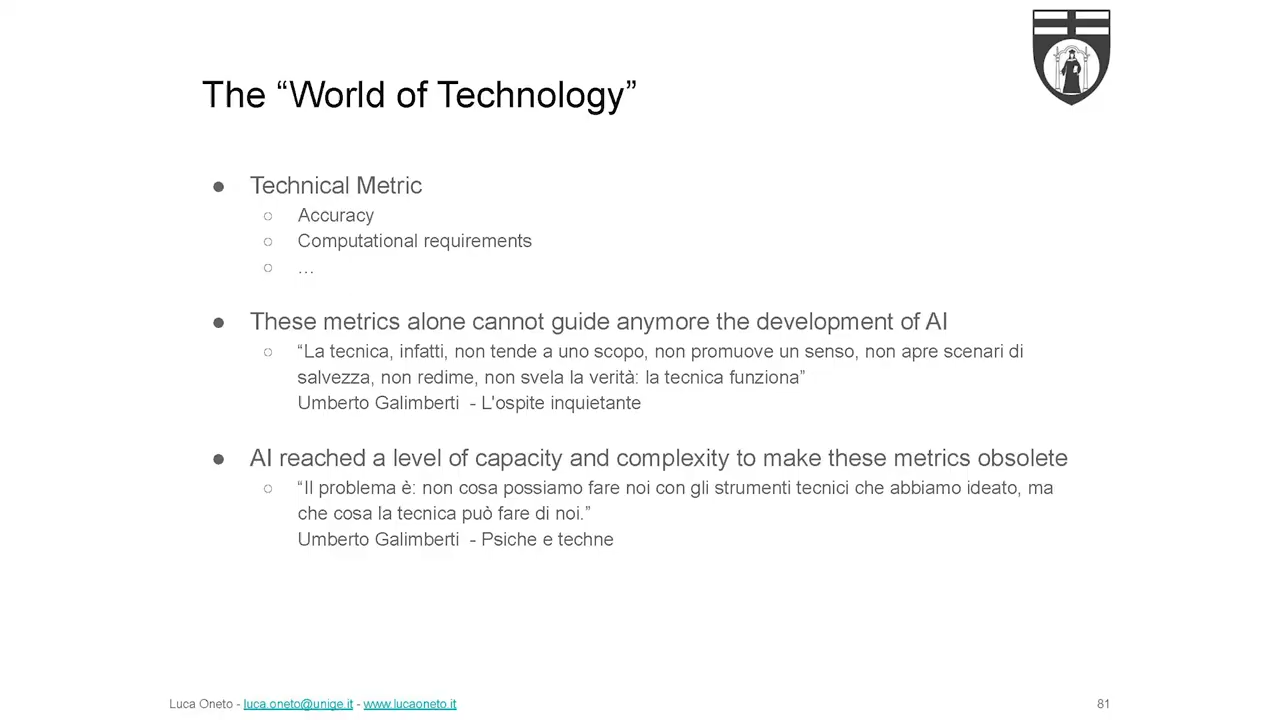 The “World of Technology”
● Technical Metric
○ Accuracy
○ Computational requirements
○ …
● These metrics alone cannot guide anymore the development of AI
○ “La tecnica, infatti, non tende a uno scopo, non promuove un senso, non apre scenari di
salvezza, non redime, non svela la verità: la tecnica funziona”
Umberto Galimberti - L'ospite inquietante
● AI reached a level of capacity and complexity to make these metrics obsolete
○ “Il problema è: non cosa possiamo fare noi con gli strumenti tecnici che abbiamo ideato, ma
che cosa la tecnica può fare di noi.”
Umberto Galimberti - Psiche e techne
Luca Oneto - luca.oneto@unige.it - www.lucaoneto.it
81